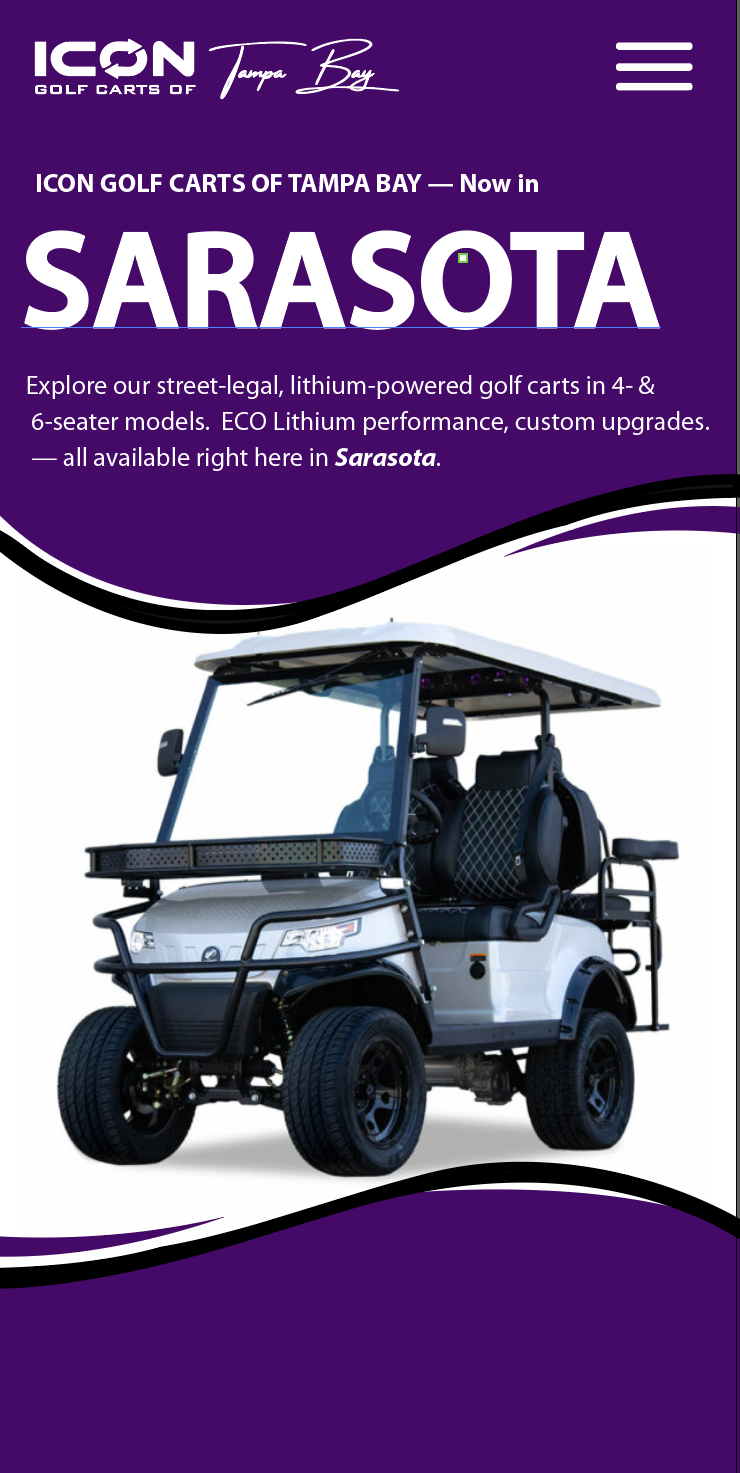 ICON
GOLF CARTS OF Tampa Bay
ICON GOLF CARTS OF TAMPA BAY — Now in
SARASOTA
Explore our street-legal, lithium-powered golf carts in 4- &
6-seater models.  ECO Lithium performance, custom upgrades.
— all available right here in Sarasota.